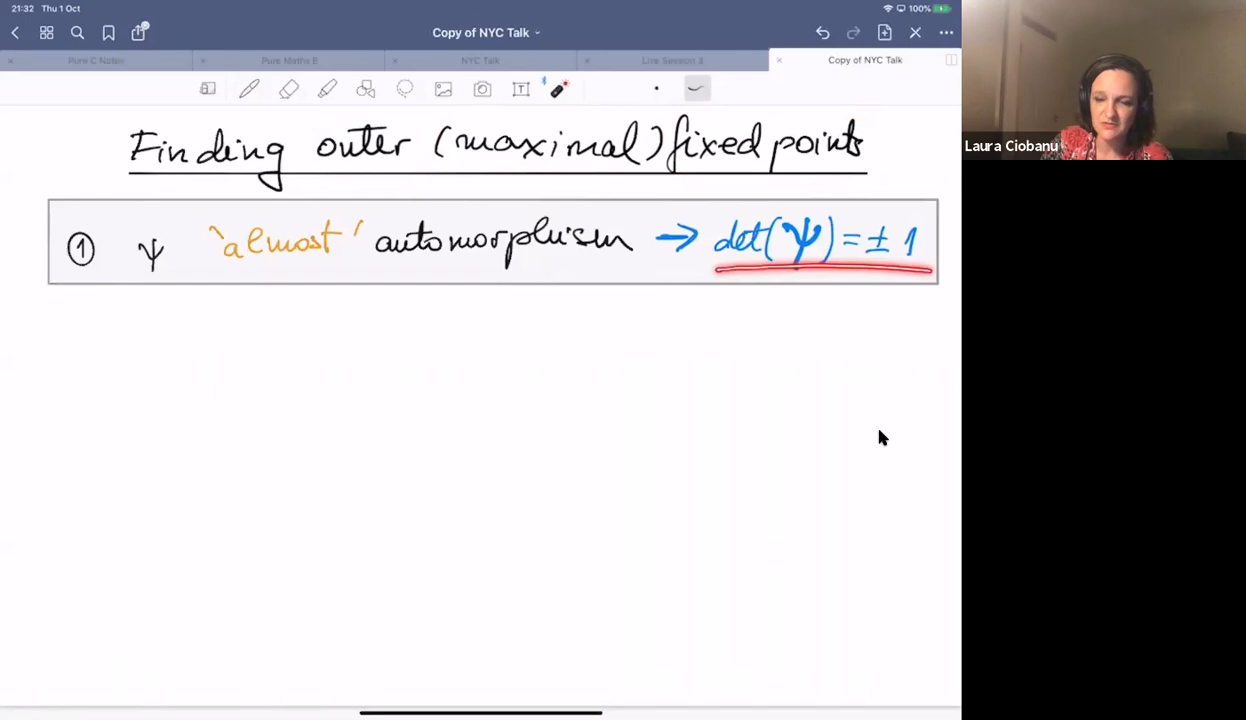 21:32 Thu 1 Oct
100%
Copy of NYC Talk
Pure C Notes
Pure Maths E
NYC Talk
Live Session 3
Copy of NYC Talk
Finding outer (maximal) fixed points
① ψ 'almost' automorphism → det(ψ) = ± 1
Laura Ciobanu